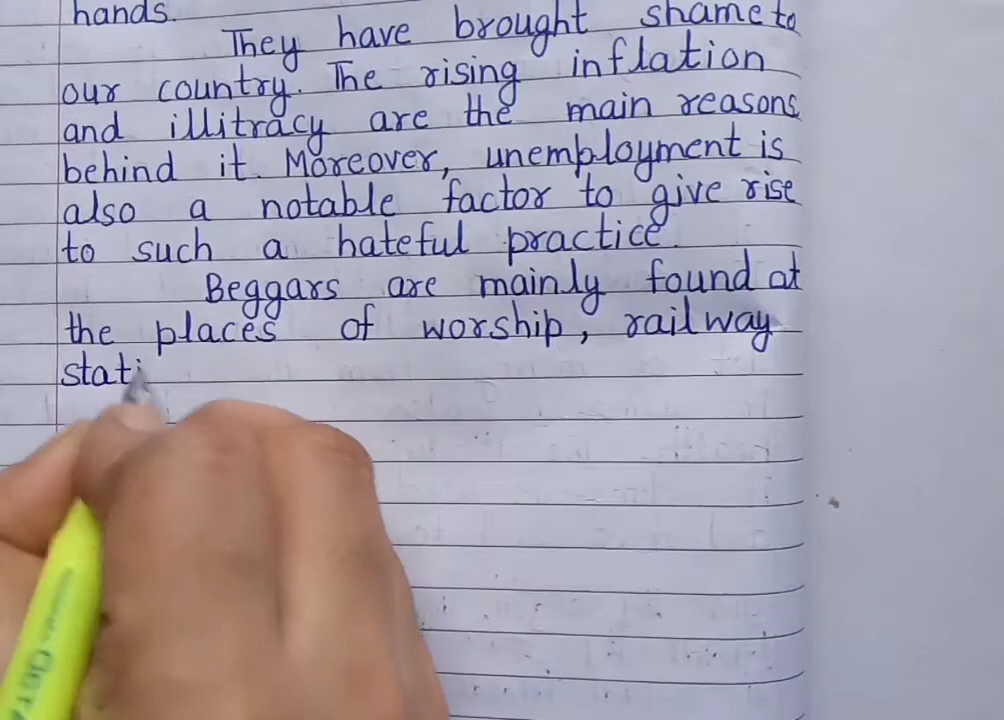 hands.
They have brought shame to
our country. The rising inflation
and illitracy are the main reasons
behind it. Moreover, unemployment is
also a notable factor to give rise
to such a hateful practice.
Beggars are mainly found at
the places of worship, railway
stati